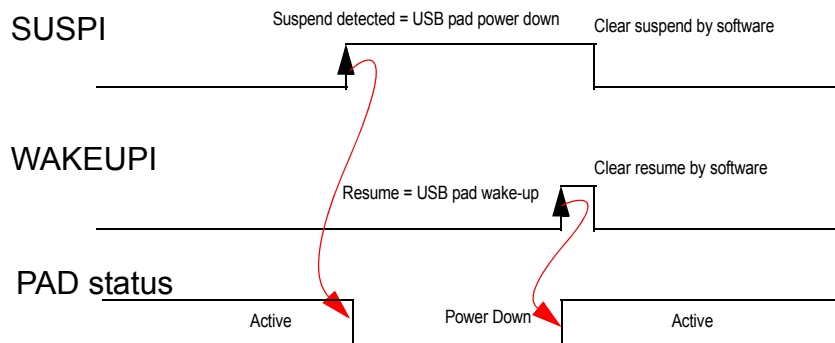 SUSPI
Suspend detected = USB pad power down
Clear suspend by software
WAKEUPI
Clear resume by software
Resume = USB pad wake-up
PAD status
Active
Power Down
Active